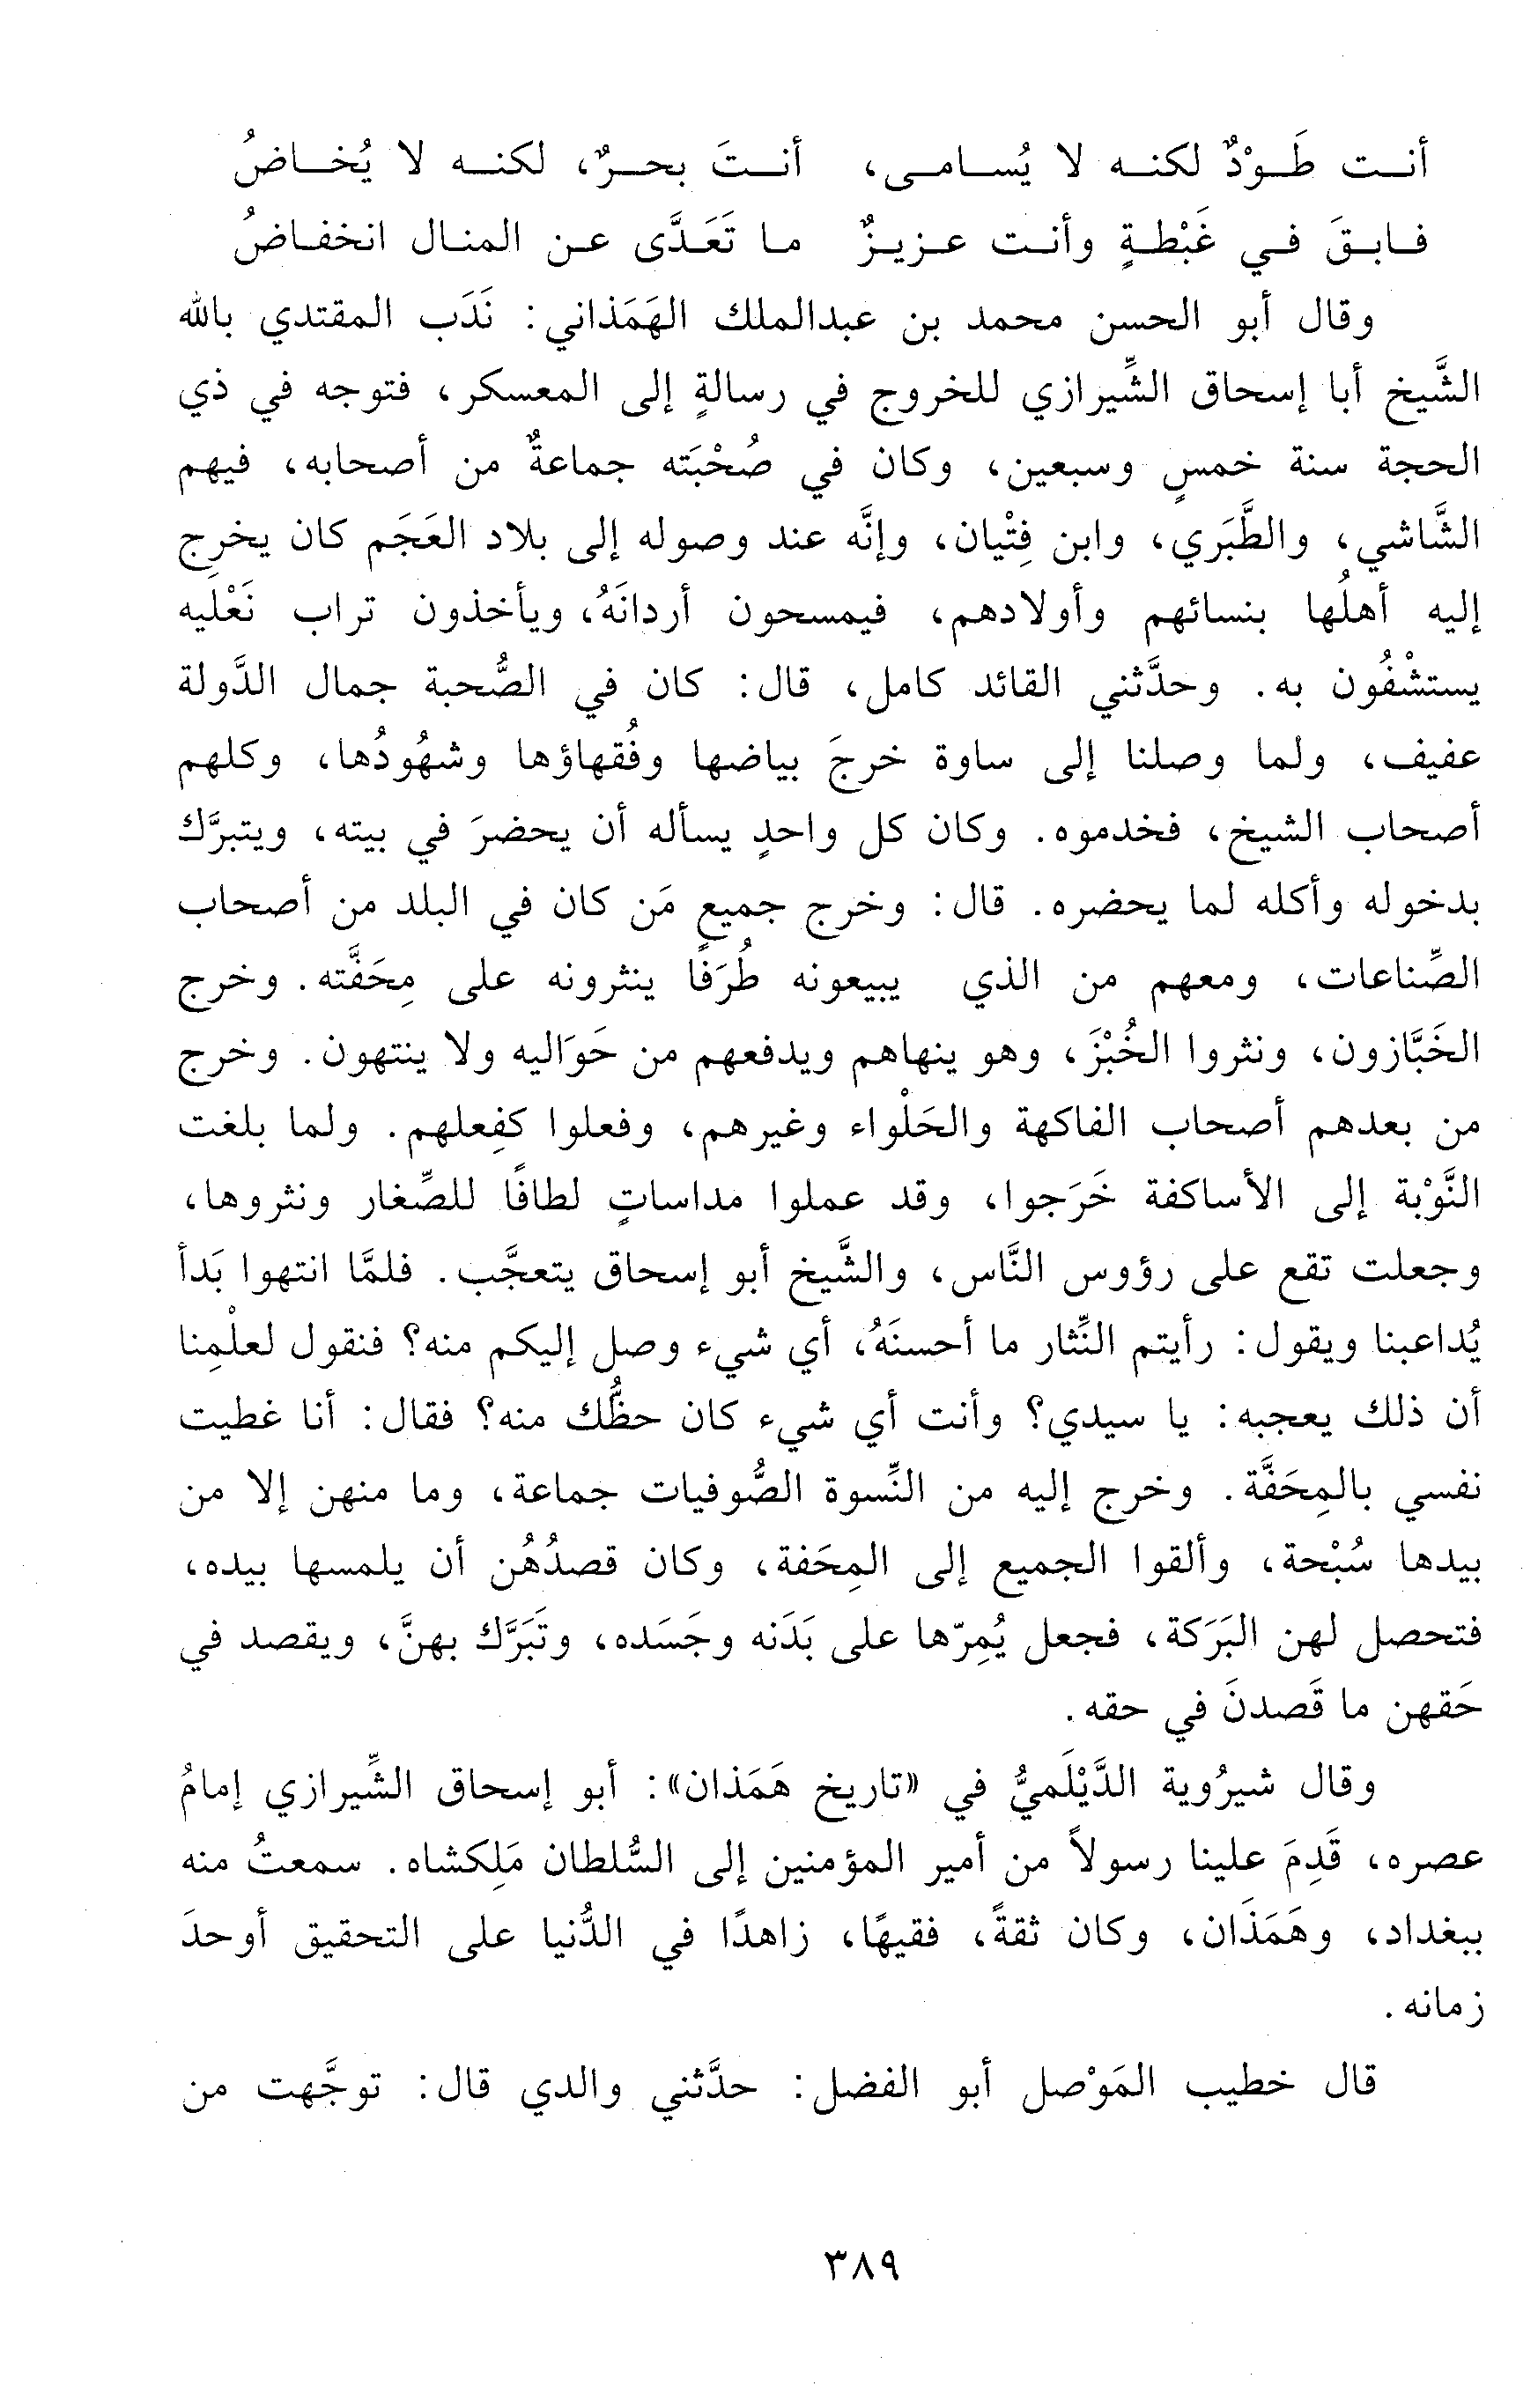 أنت طَوْدٌ لكنه لا يُسامى، أنتَ بحرٌ، لكنه لا يُخاضُ
فابقَ في غَبْطةٍ وأنت عزيزٌ ما تَعَدَّى عن المنال انخفاضُ
وقال أبو الحسن محمد بن عبدالملك الهَمَذاني: نَدَب المقتدي بالله
الشَّيخ أبا إسحاق الشِّيرازي للخروج في رسالةٍ إلى المعسكر، فتوجه في ذي
الحجة سنة خمسٍ وسبعين، وكان في صُحْبَته جماعةٌ من أصحابه، فيهم
الشَّاشي، والطَّبَري، وابن فِتْيان، وإنَّه عند وصوله إلى بلاد العَجَم كان يخرج
إليه أهلُها بنسائهم وأولادهم، فيمسحون أردانَهُ، ويأخذون تراب نَعْلَيه
يستشْفُون به. وحدَّثني القائد كامل، قال: كان في الصُّحبة جمال الدَّولة
عفيف، ولما وصلنا إلى ساوة خرجَ بياضها وفُقهاؤها وشهُودُها، وكلهم
أصحاب الشيخ، فخدموه. وكان كل واحدٍ يسأله أن يحضرَ في بيته، ويتبرَّك
بدخوله وأكله لما يحضره. قال: وخرج جميع مَن كان في البلد من أصحاب
الصِّناعات، ومعهم من الذي يبيعونه طُرَفًا ينثرونه على مِحَفَّته. وخرج
الخَبَّازون، ونثروا الخُبْزَ، وهو ينهاهم ويدفعهم من حَوَاليه ولا ينتهون. وخرج
من بعدهم أصحاب الفاكهة والحَلْواء وغيرهم، وفعلوا كفِعلهم. ولما بلغت
النَّوْبة إلى الأساكفة خَرَجوا، وقد عملوا مداساتٍ لطافًا للصِّغار ونثروها،
وجعلت تقع على رؤوس النَّاس، والشَّيخ أبو إسحاق يتعجَّب. فلمَّا انتهوا بَدأ
يُداعبنا ويقول: رأيتم النِّثار ما أحسنَهُ، أي شيء وصل إليكم منه؟ فنقول لعلْمِنا
أن ذلك يعجبه: يا سيدي؟ وأنت أي شيء كان حظُّك منه؟ فقال: أنا غطيت
نفسي بالمِحَفَّة. وخرج إليه من النِّسوة الصُّوفيات جماعة، وما منهن إلا من
بيدها سُبْحة، وألقوا الجميع إلى المِحَفة، وكان قصدُهُن أن يلمسها بيده،
فتحصل لهن البَرَكة، فجعل يُمِرّها على بَدَنه وجَسَده، وتَبَرَّك بهنَّ، ويقصد في
حَقهن ما قَصدنَ في حقه.
وقال شيرُوية الدَّيْلَميُّ في «تاريخ هَمَذان»: أبو إسحاق الشِّيرازي إمامُ
عصره، قَدِمَ علينا رسولاً من أمير المؤمنين إلى السُّلطان مَلِكشاه. سمعتُ منه
ببغداد، وهَمَذَان، وكان ثقةً، فقيهًا، زاهدًا في الدُّنيا على التحقيق أوحدَ
زمانه.
قال خطيب المَوْصل أبو الفضل: حدَّثني والدي قال: توجَّهت من
٣٨٩